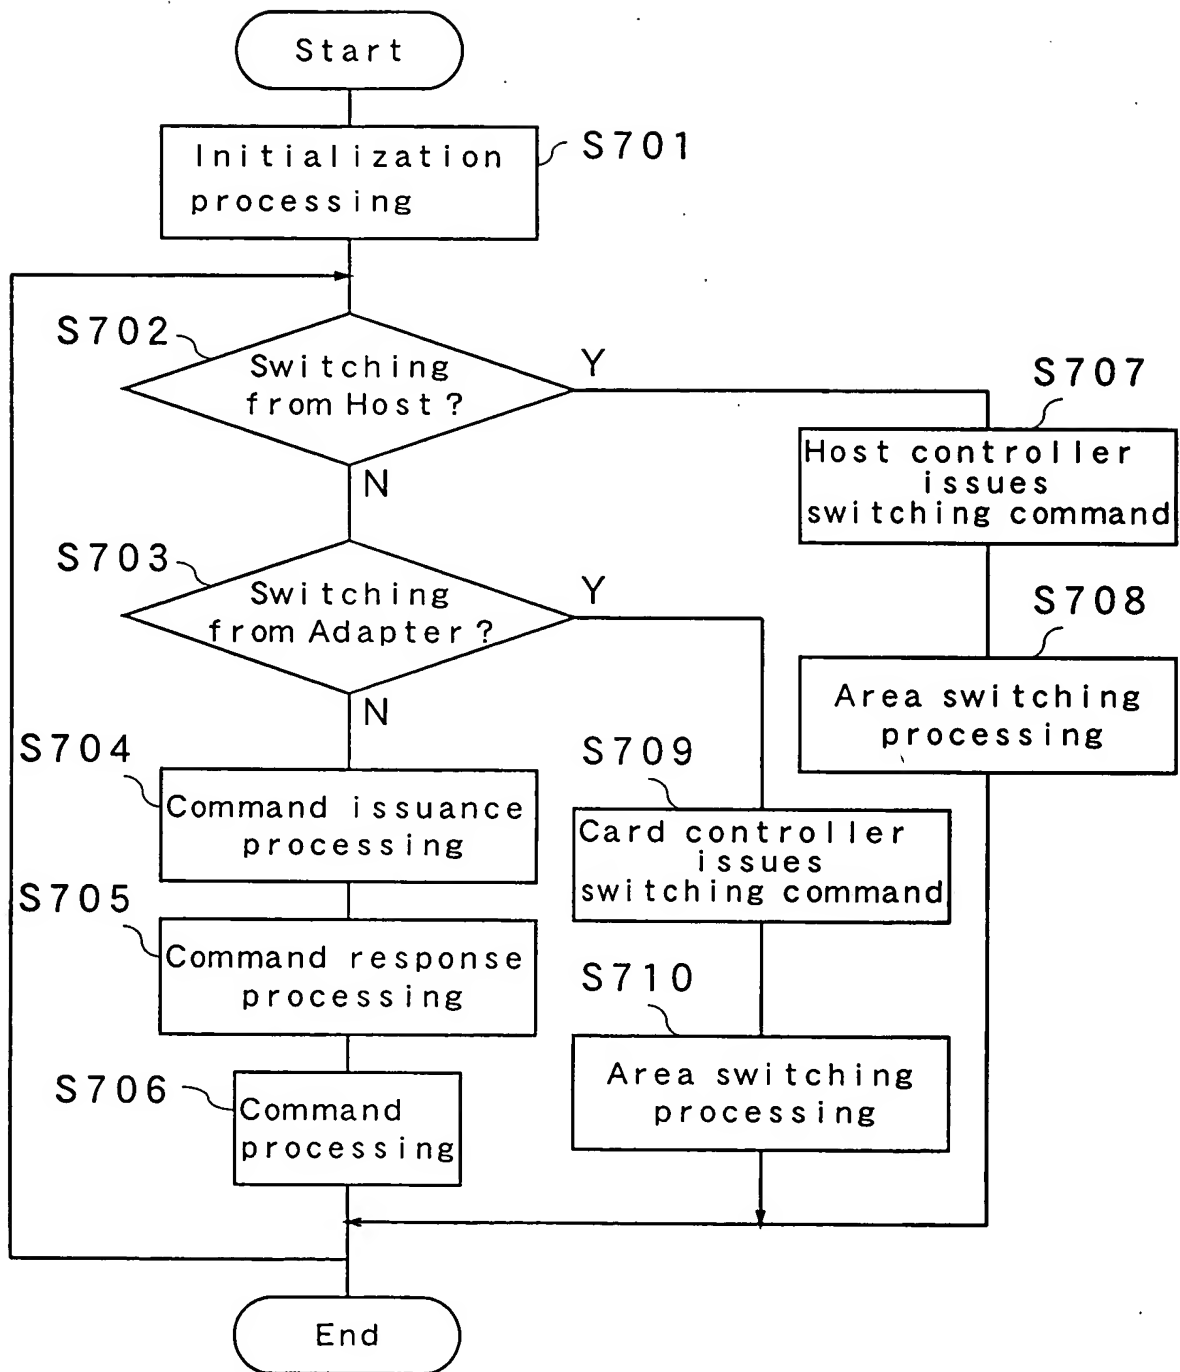 Start
Initialization
processing
S701
S702
Switching
from Host?
Y
N
S707
Host controller
issues
switching command
S703
Switching
from Adapter?
Y
N
S708
Area switching
processing
S704
Command issuance
processing
S709
Card controller
issues
switching command
S705
Command response
processing
S710
Area switching
processing
S706
Command
processing
End